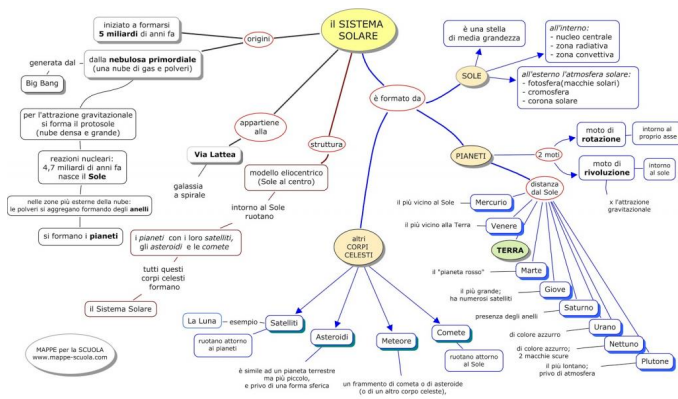 il SISTEMA
SOLARE
iniziato a formarsi
5 miliardi di anni fa
origini
dalla nebulosa primordiale
(una nube di gas e polveri)
generata dal
Big Bang
per l'attrazione gravitazionale
si forma il protosole
(nube densa e grande)
reazioni nucleari:
4,7 miliardi di anni fa
nasce il Sole
nelle zone più esterne della nube:
le polveri si aggregano formando degli anelli
si formano i pianeti
appartiene
alla
Via Lattea
galassia
a spirale
struttura
modello eliocentrico
(Sole al centro)
intorno al Sole
ruotano
i pianeti con i loro satelliti,
gli asteroidi e le comete
tutti questi
corpi celesti
formano
il Sistema Solare
è formato da
SOLE
è una stella
di media grandezza
all'interno:
- nucleo centrale
- zona radiativa
- zona convettiva
all'esterno l'atmosfera solare:
- fotosfera(macchie solari)
- cromosfera
- corona solare
PIANETI
2 moti
moto di
rotazione
intorno al
proprio asse
moto di
rivoluzione
intorno
al sole
x l'attrazione
gravitazionale
distanza
dal Sole
il più vicino al Sole
Mercurio
il più vicino alla Terra
Venere
TERRA
il "pianeta rosso"
Marte
il più grande;
ha numerosi satelliti
Giove
presenza degli anelli
Saturno
di colore azzurro
Urano
di colore azzurro;
2 macchie scure
Nettuno
il più lontano;
privo di atmosfera
Plutone
altri
CORPI
CELESTI
La Luna
esempio
Satelliti
ruotano attorno
ai pianeti
Asteroidi
è simile ad un pianeta terrestre
ma più piccolo,
e privo di una forma sferica
Meteore
un frammento di cometa o di asteroide
(o di un altro corpo celeste),
Comete
ruotano attorno
al Sole
MAPPE per la SCUOLA
www.mappe-scuola.com